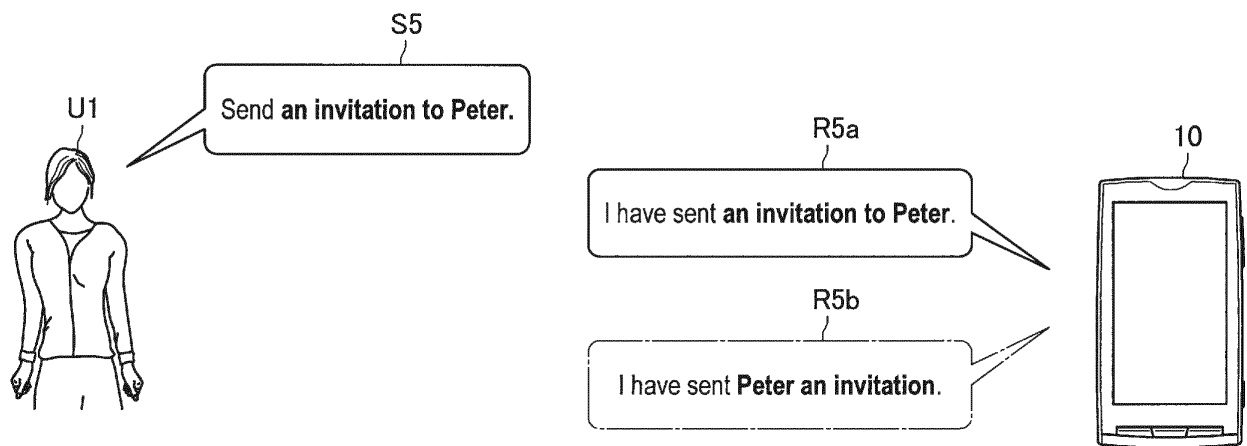 S5
U1
Send an invitation to Peter.
R5a
10
I have sent an invitation to Peter.
R5b
I have sent Peter an invitation.